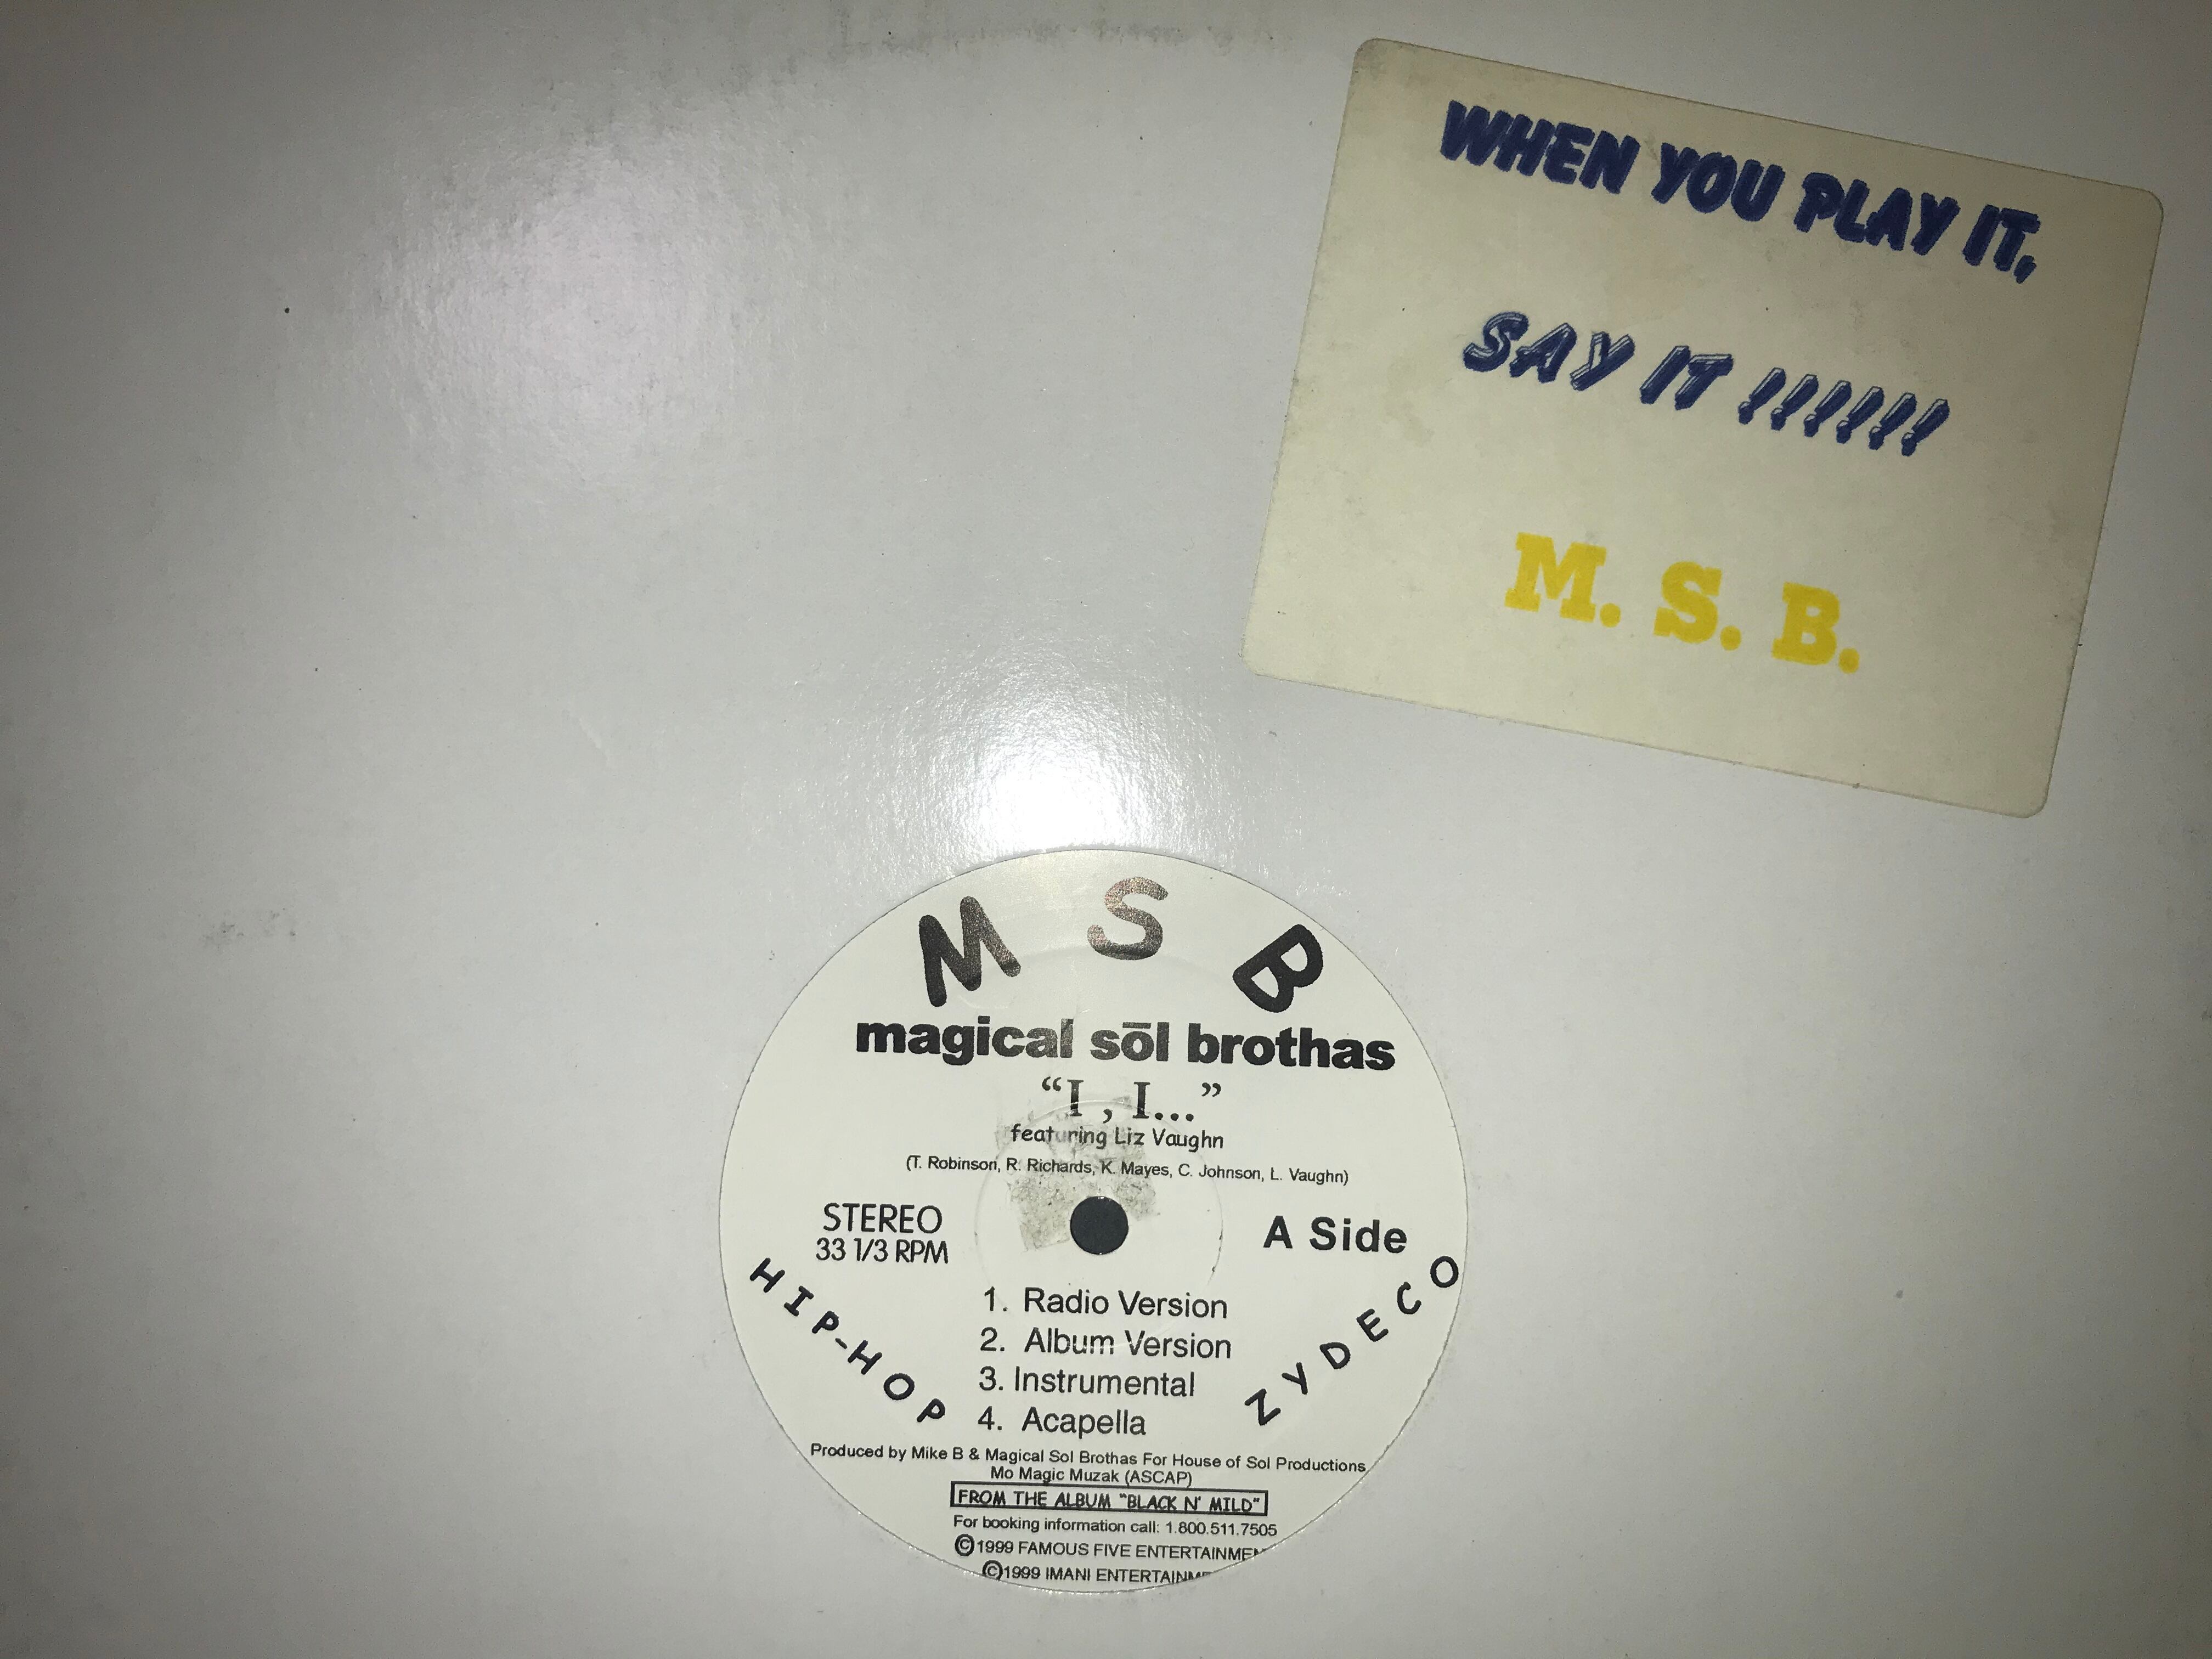 WHEN YOU PLAY IT,
SAY IT !!!!!!
M. S. B.
M S B
magical sōl brothas
“I , I...”
featuring Liz Vaughn
(T. Robinson, R. Richards, K. Mayes, C. Johnson, L. Vaughn)
STEREO
33 1/3 RPM
A Side
HIP-HOP
ZYDECO
1. Radio Version
2. Album Version
3. Instrumental
4. Acapella
Produced by Mike B & Magical Sol Brothas For House of Sol Productions
Mo Magic Muzak (ASCAP)
FROM THE ALBUM "BLACK N' MILD"
For booking information call: 1.800.511.7505
©1999 FAMOUS FIVE ENTERTAINMEN
©1999 IMANI ENTERTAINME